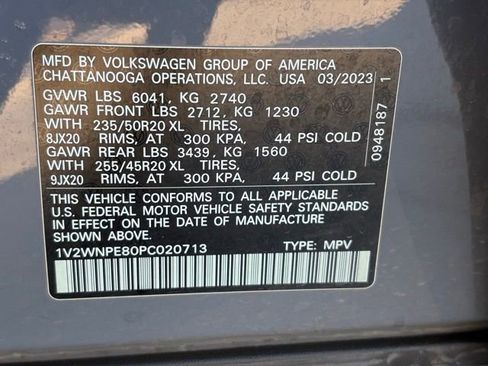 MFD BY VOLKSWAGEN GROUP OF AMERICA
CHATTANOOGA OPERATIONS, LLC. USA 03/2023
GVWR LBS 6041, KG 2740
GAWR FRONT LBS 2712, KG 1230
WITH 235/50R20 XL TIRES,
8JX20 RIMS, AT 300 KPA, 44 PSI COLD
GAWR REAR LBS 3439, KG 1560
WITH 255/45R20 XL TIRES,
9JX20 RIMS, AT 300 KPA, 44 PSI COLD
THIS VEHICLE CONFORMS TO ALL APPLICABLE
U.S. FEDERAL MOTOR VEHICLE SAFETY STANDARDS
IN EFFECT ON THE DATE OF MANUFACTURE
SHOWN ABOVE.
1V2WNPE80PC020713 TYPE: MPV
0948187 1